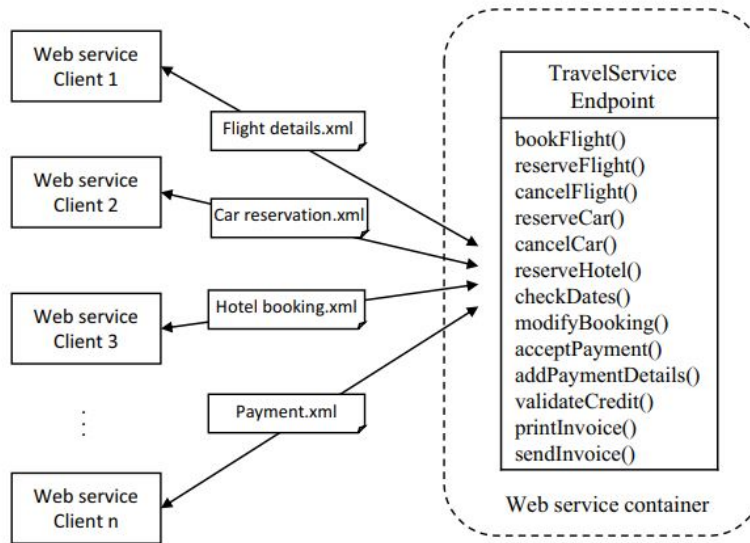 Web service
Client 1
Flight details.xml
Web service
Client 2
Car reservation.xml
Web service
Client 3
Hotel booking.xml
Payment.xml
Web service
Client n
TravelService
Endpoint
bookFlight()
reserveFlight()
cancelFlight()
reserveCar()
cancelCar()
reserveHotel()
checkDates()
modifyBooking()
acceptPayment()
addPaymentDetails()
validateCredit()
printInvoice()
sendInvoice()
Web service container